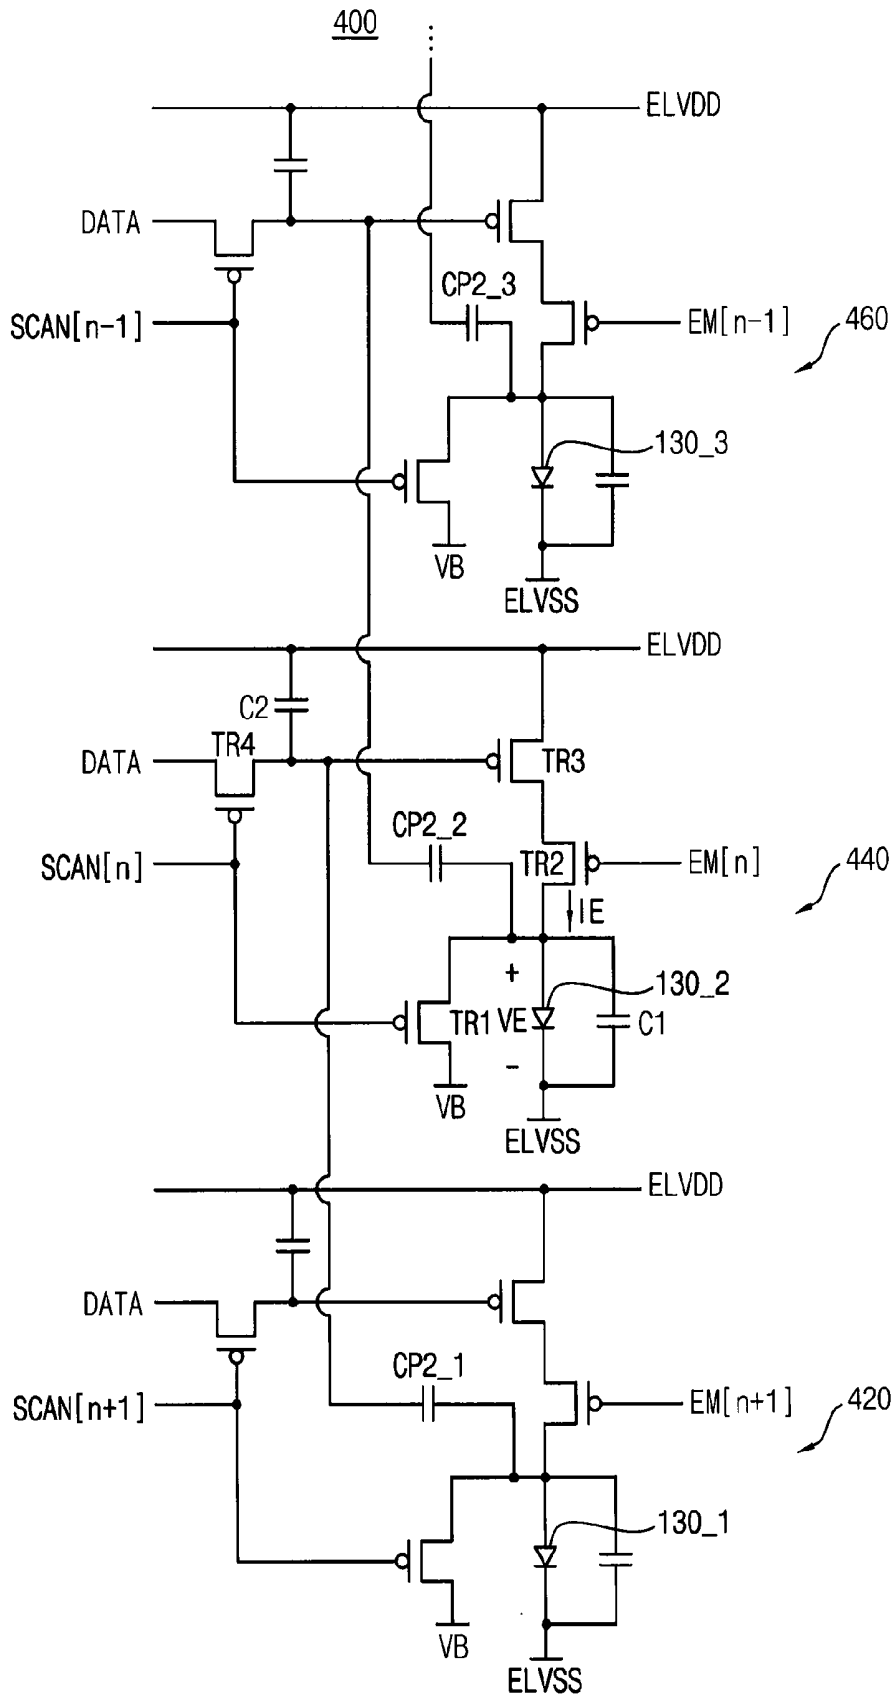 400
ELVDD
DATA
CP2_3
SCAN[n-1]
EM[n-1]
460
130_3
VB
ELVSS
ELVDD
C2
TR4
DATA
TR3
CP2_2
SCAN[n]
TR2
EM[n]
440
IE
+
130_2
TR1
VE
C1
-
VB
ELVSS
ELVDD
DATA
CP2_1
SCAN[n+1]
EM[n+1]
420
130_1
VB
ELVSS